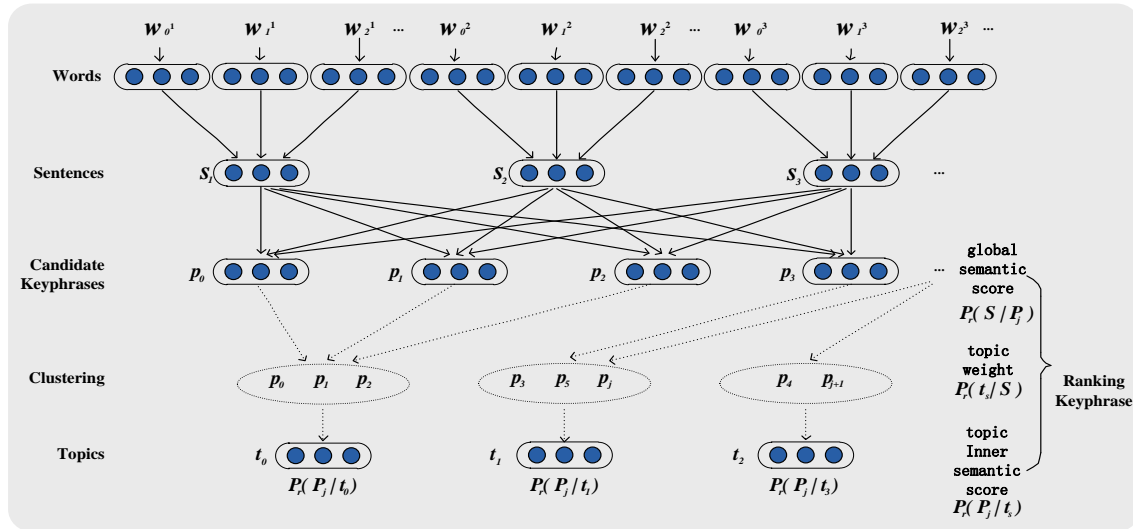 w₀¹ w₁¹ w₂¹ ... w₀² w₁² w₂² ... w₀³ w₁³ w₂³ ...
Words
Sentences S₁ S₂ S₃ ...
Candidate
Keyphrases
p₀ p₁ p₂ p₃ ...
global
semantic
score
Pᵣ( S / Pⱼ )
Clustering
p₀ p₁ p₂
p₃ p₅ pⱼ
p₄ pⱼ₊₁
topic
weight
Pᵣ( tₛ / S )
Ranking
Keyphrase
Topics t₀ t₁ t₂
Pᵣ( Pⱼ / t₀ ) Pᵣ( Pⱼ / t₁ ) Pᵣ( Pⱼ / t₃ )
topic
Inner
semantic
score
Pᵣ( Pⱼ / tₛ )